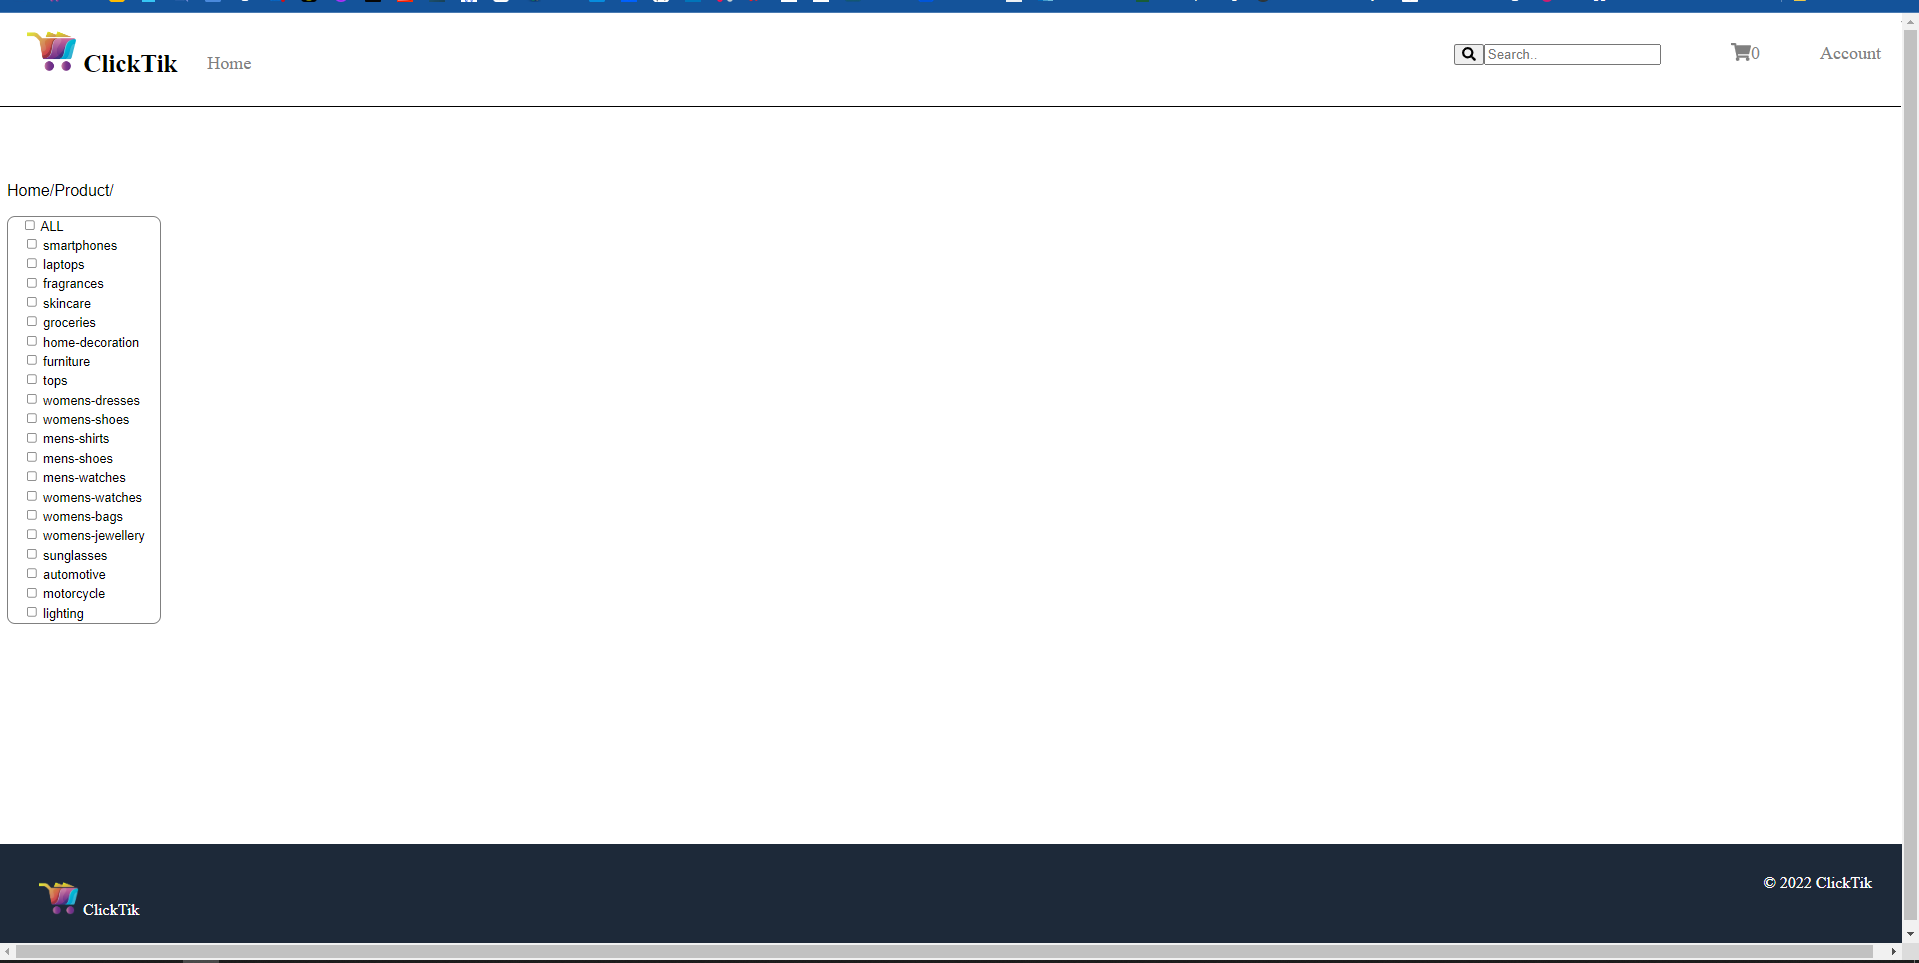 ClickTik Home Search.. 0 Account
Home/Product/
ALL
smartphones
laptops
fragrances
skincare
groceries
home-decoration
furniture
tops
womens-dresses
womens-shoes
mens-shirts
mens-shoes
mens-watches
womens-watches
womens-bags
womens-jewellery
sunglasses
automotive
motorcycle
lighting
© 2022 ClickTik
ClickTik